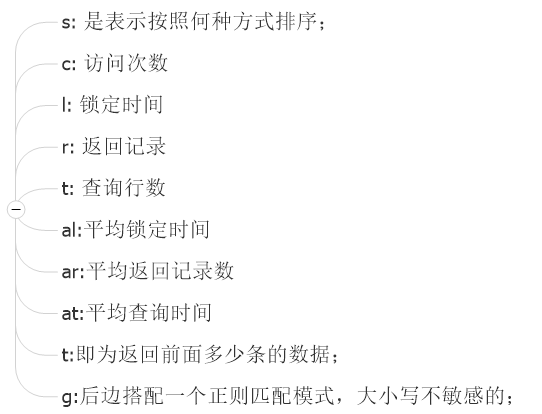 s: 是表示按照何种方式排序；
c: 访问次数
l: 锁定时间
r: 返回记录
t: 查询行数
al:平均锁定时间
ar:平均返回记录数
at:平均查询时间
t:即为返回前面多少条的数据；
g:后边搭配一个正则匹配模式，大小写不敏感的；